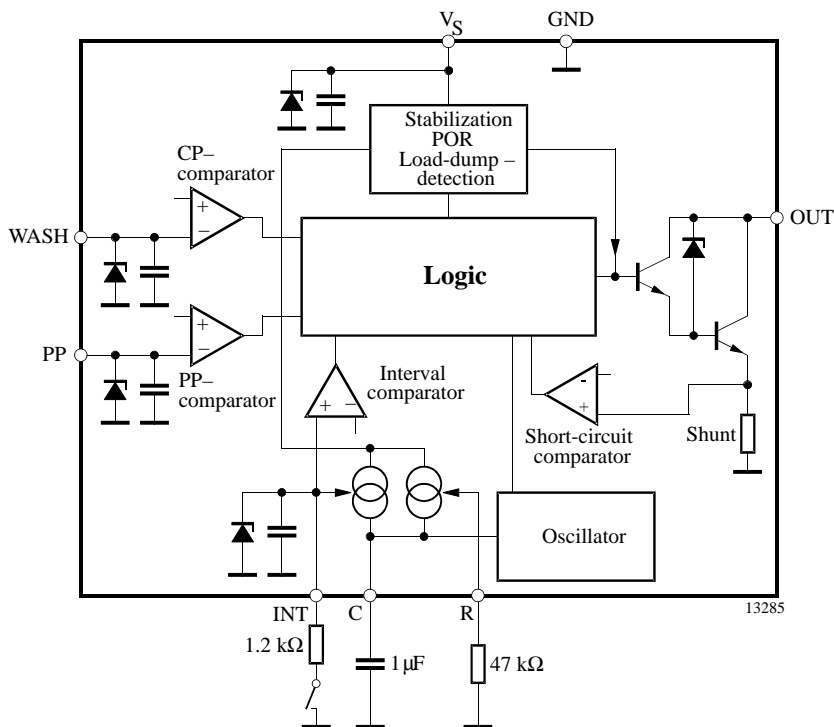 VS
GND
Stabilization
POR
Load-dump –
detection
CP–
comparator
WASH
+
−
Logic
OUT
+
−
PP
PP–
comparator
Interval
comparator
+
−
-
+
Short-circuit
comparator
Shunt
Oscillator
INT
C
R
13285
1.2 kΩ
1 µF
47 kΩ